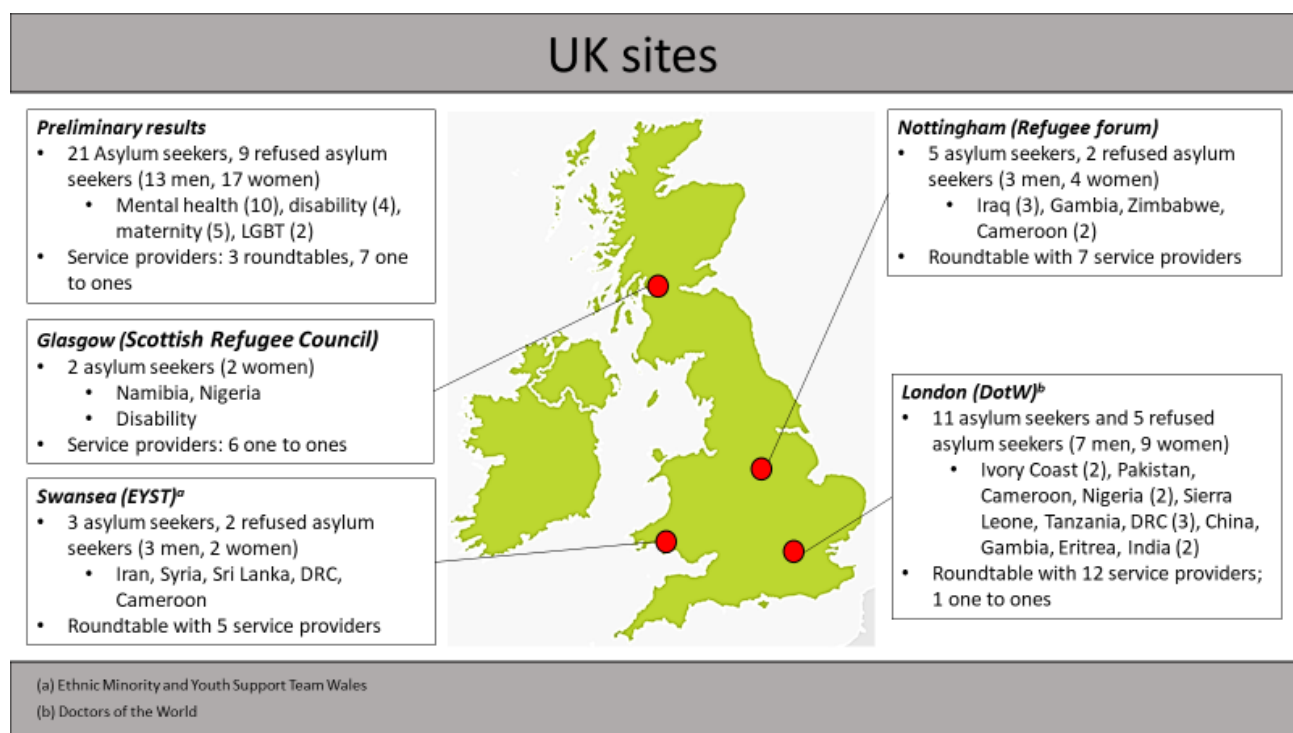 UK sites
Preliminary results
• 21 Asylum seekers, 9 refused asylum
seekers (13 men, 17 women)
• Mental health (10), disability (4),
maternity (5), LGBT (2)
• Service providers: 3 roundtables, 7 one
to ones
Glasgow (Scottish Refugee Council)
• 2 asylum seekers (2 women)
• Namibia, Nigeria
• Disability
• Service providers: 6 one to ones
Swansea (EYST)a
• 3 asylum seekers, 2 refused asylum
seekers (3 men, 2 women)
• Iran, Syria, Sri Lanka, DRC,
Cameroon
• Roundtable with 5 service providers
Nottingham (Refugee forum)
• 5 asylum seekers, 2 refused asylum
seekers (3 men, 4 women)
• Iraq (3), Gambia, Zimbabwe,
Cameroon (2)
• Roundtable with 7 service providers
London (DotW)b
• 11 asylum seekers and 5 refused
asylum seekers (7 men, 9 women)
• Ivory Coast (2), Pakistan,
Cameroon, Nigeria (2), Sierra
Leone, Tanzania, DRC (3), China,
Gambia, Eritrea, India (2)
• Roundtable with 12 service providers;
1 one to ones
(a) Ethnic Minority and Youth Support Team Wales
(b) Doctors of the World